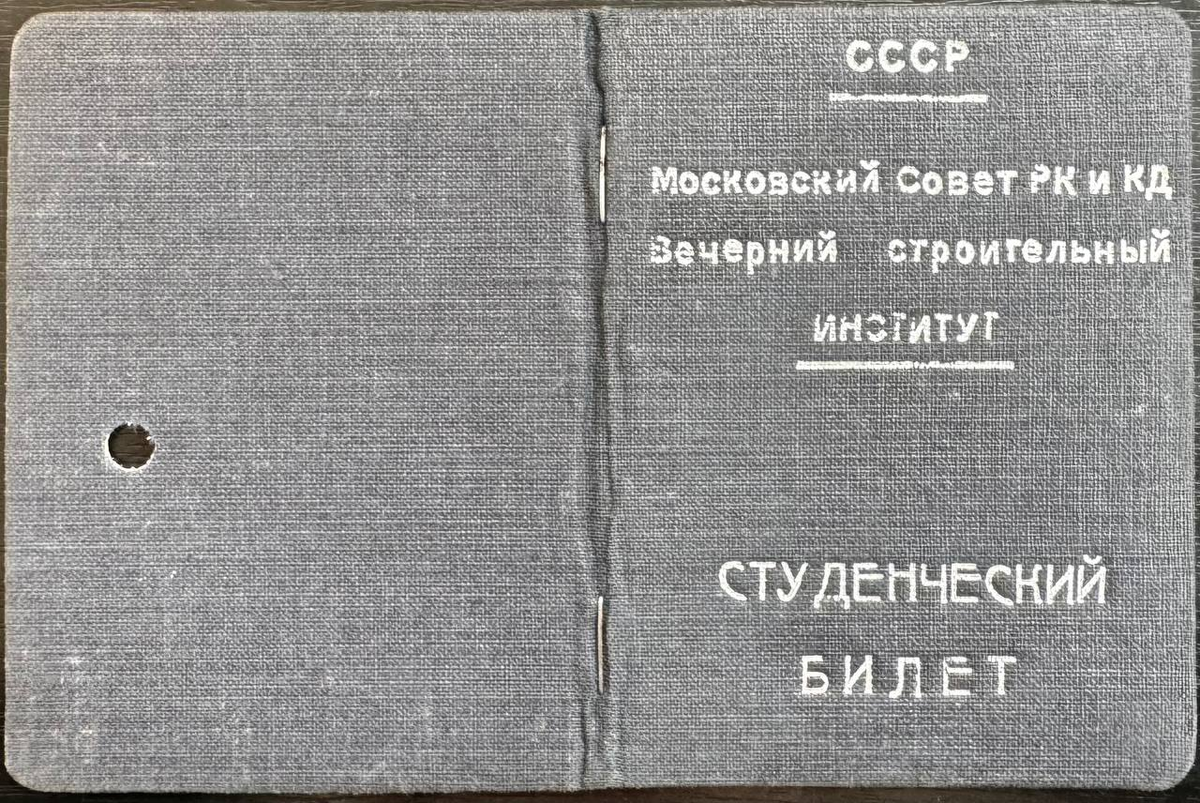 СССР
Московский Совет РК и КД
Вечерний строительный
ИНСТИТУТ
СТУДЕНЧЕСКИЙ
БИЛЕТ